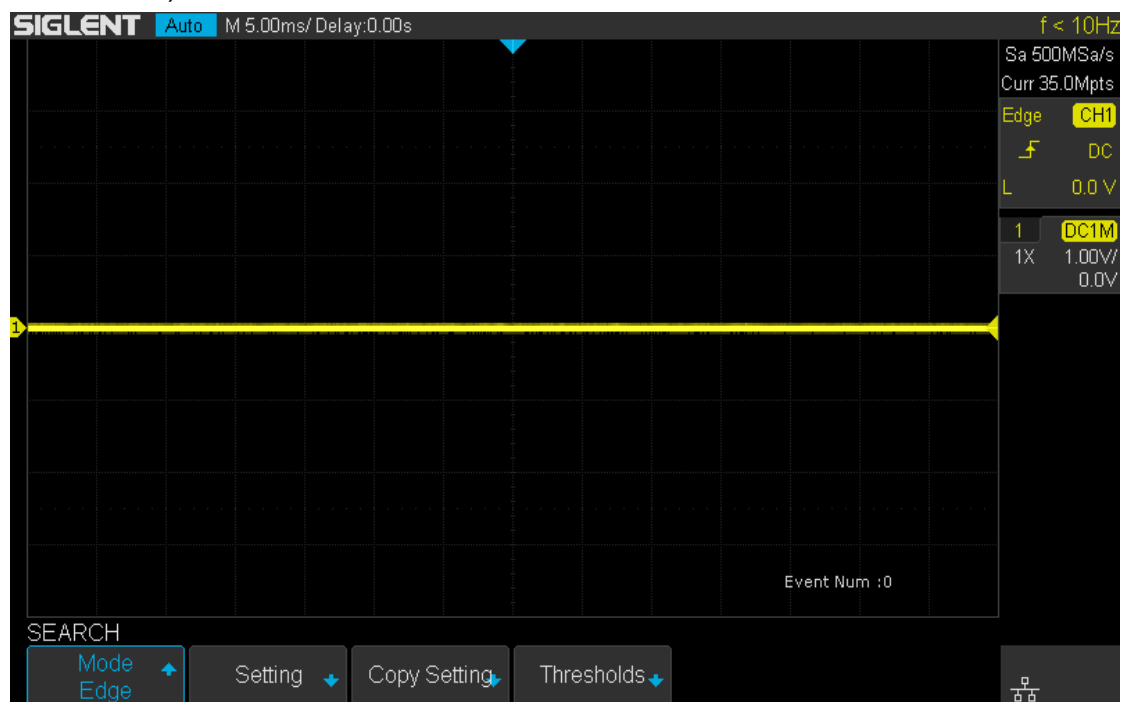 SIGLENT Auto M 5.00ms/ Delay:0.00s f < 10Hz
Sa 500MSa/s
Curr 35.0Mpts
Edge CH1
DC
L 0.0 V
1 DC1M
1X 1.00V/
0.0V
1
Event Num :0
SEARCH
Mode
Edge
Setting
Copy Setting
Thresholds